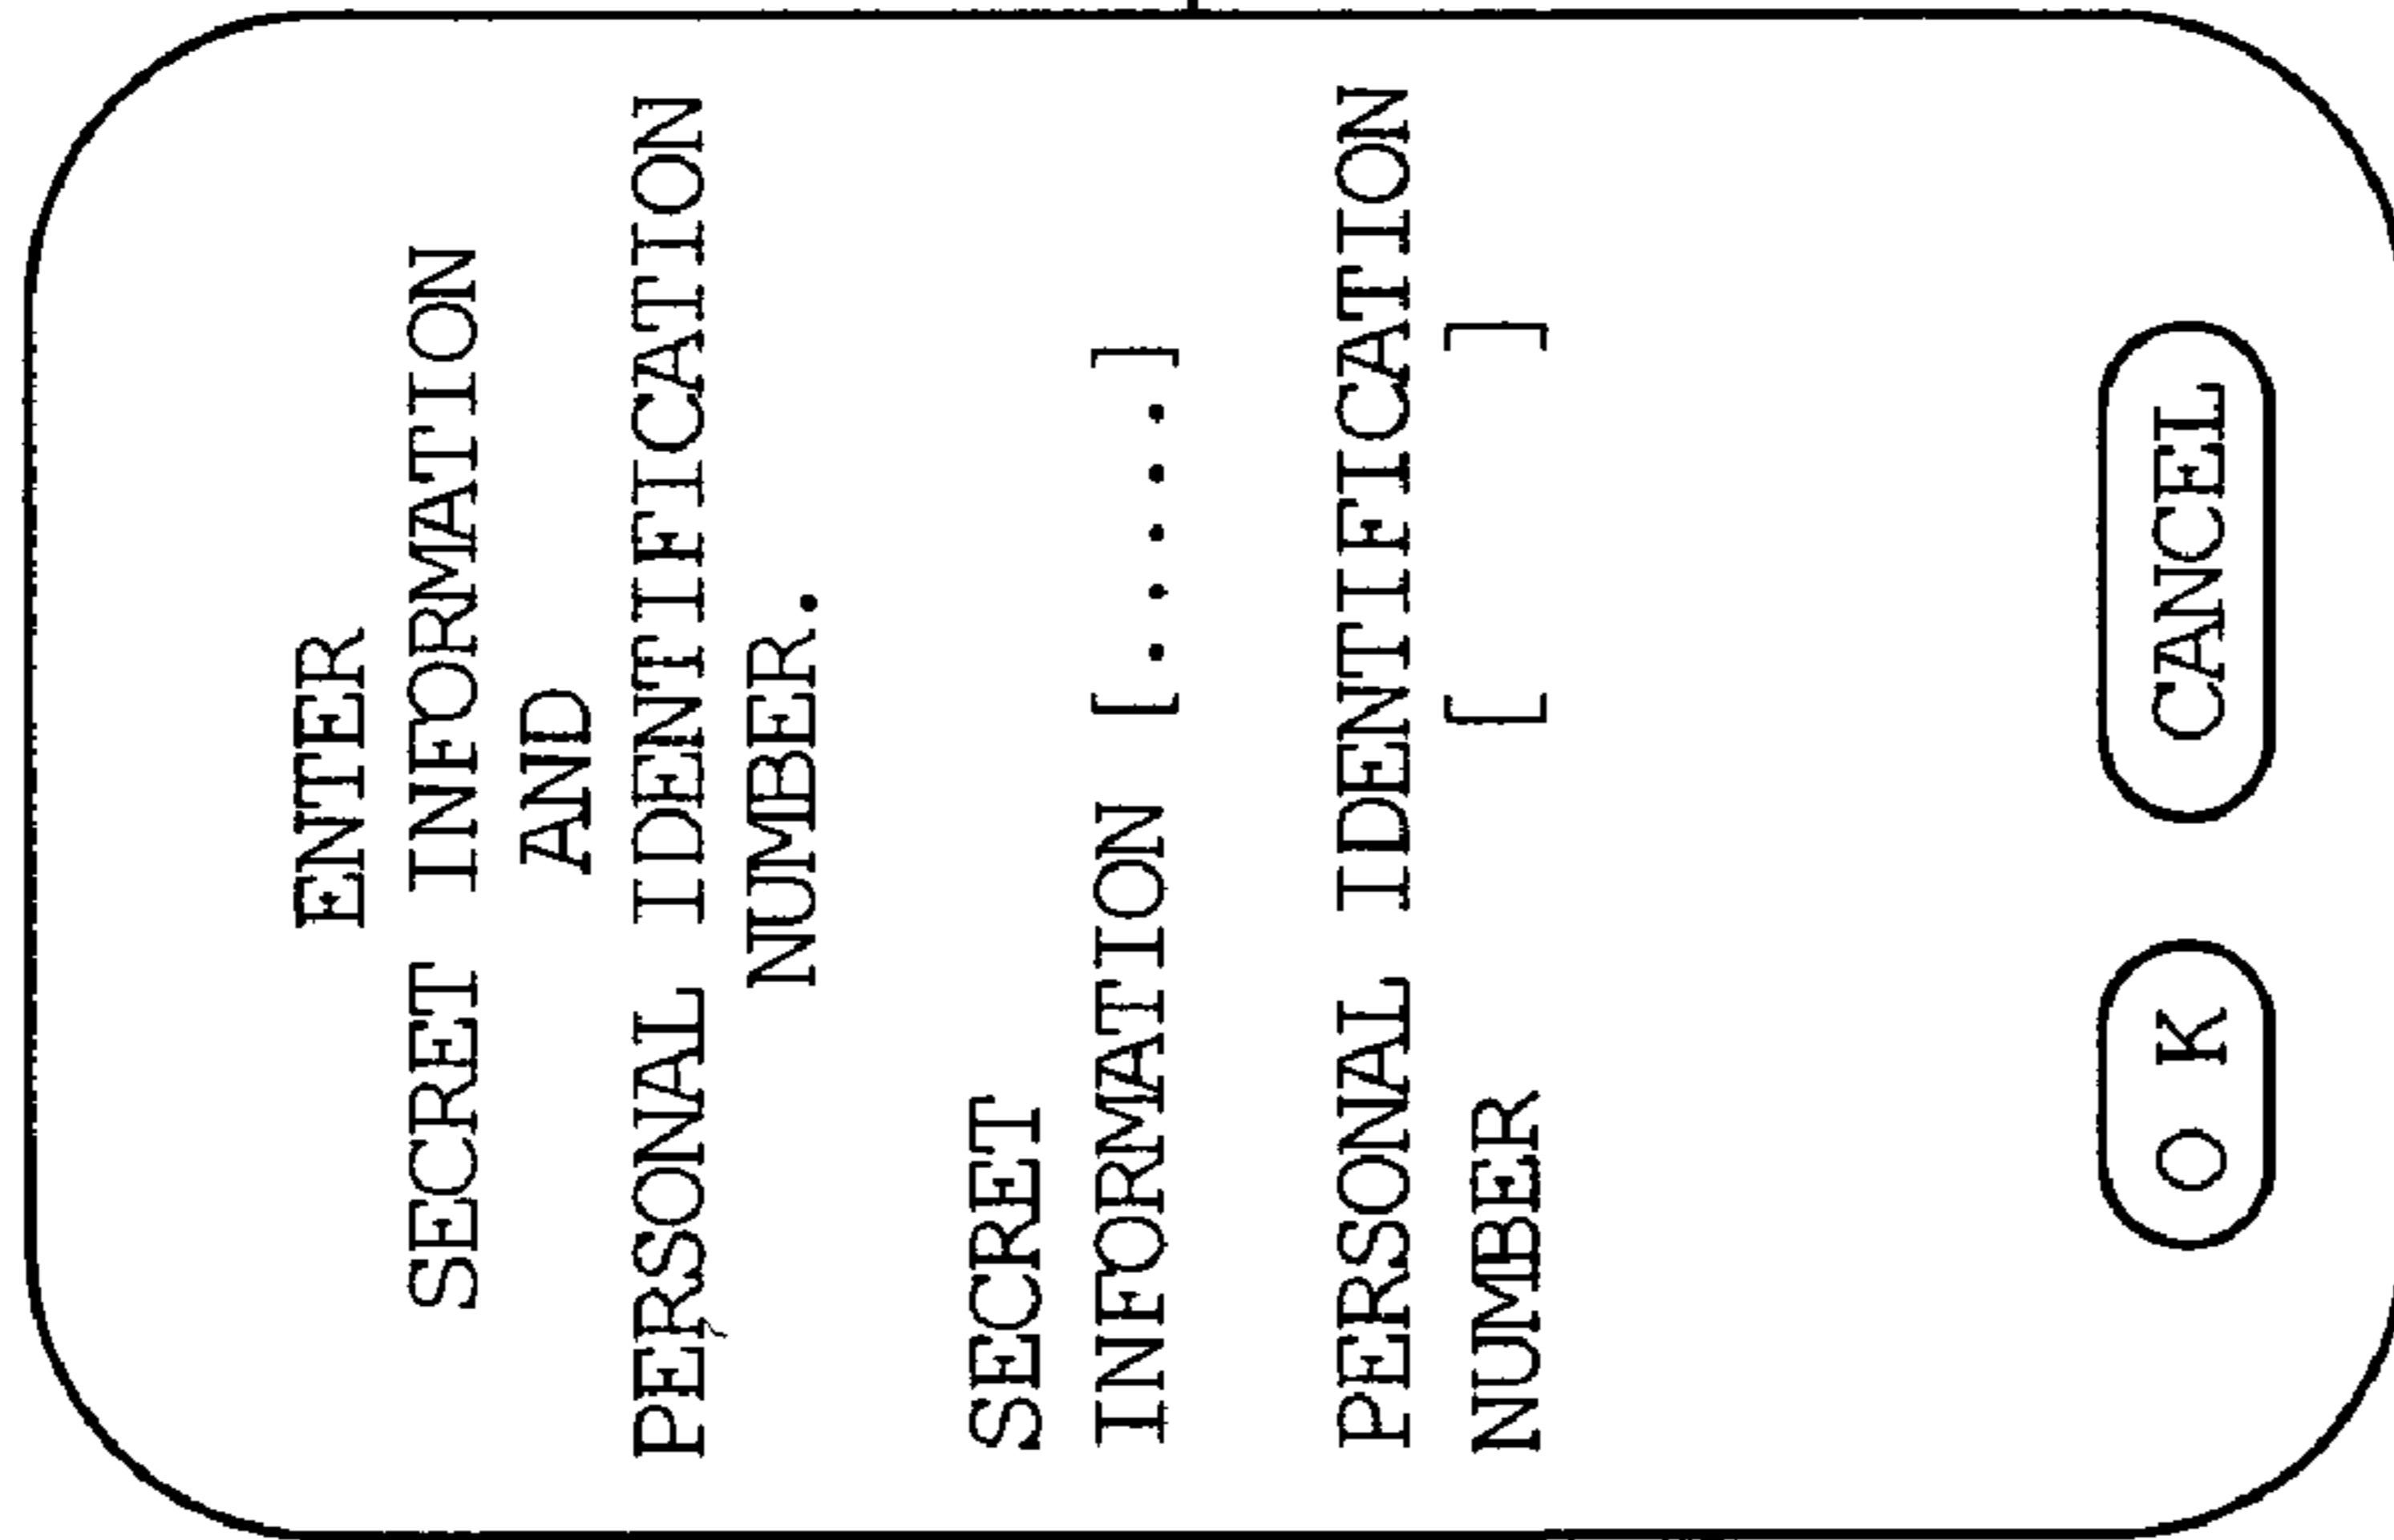 ENTER
SECRET INFORMATION
AND
PERSONAL IDENTIFICATION
NUMBER.
SECRET
INFORMATION [.....]
PERSONAL IDENTIFICATION
NUMBER [ ]
O K CANCEL